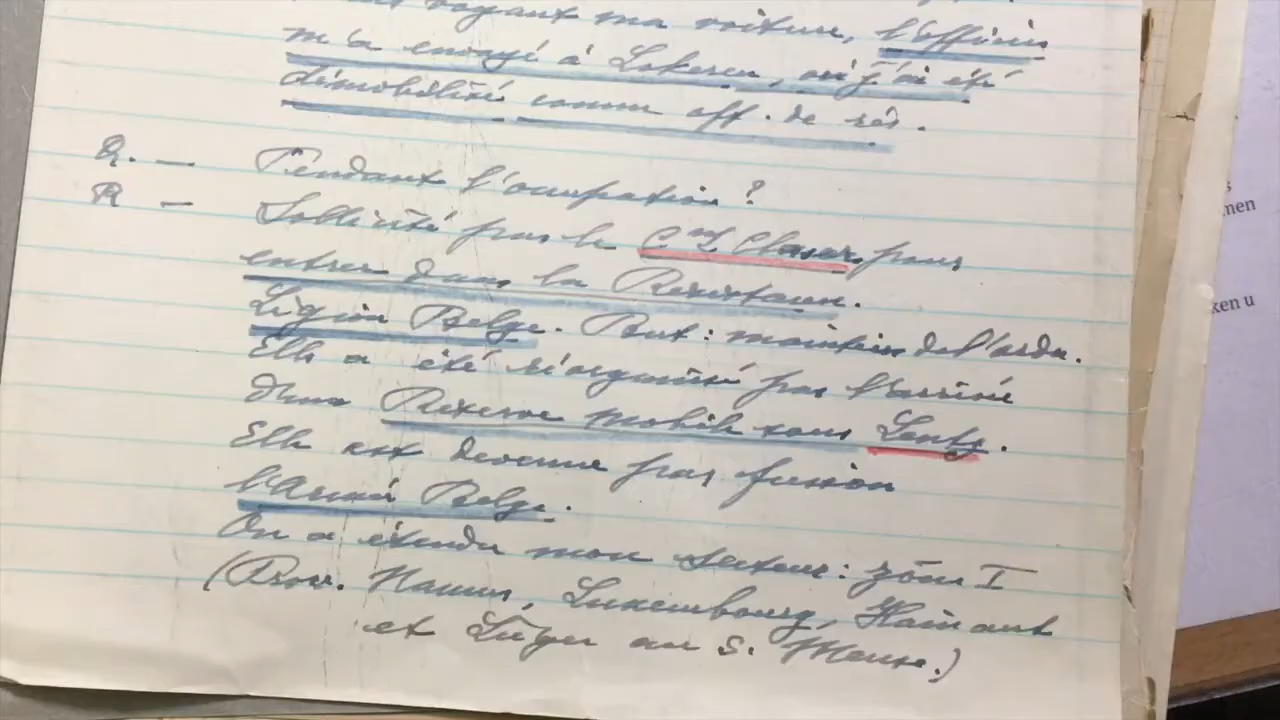 voyant ma voiture, l'officier
m'a envoyé à Lokeren, où j'ai été
démobilisé comme off. de rés.
Q. — Pendant l'occupation ?
R — Sollicité par le Cdt Claser pour
entrer dans la Résistance.
Légion Belge. But : maintien de l'ordre.
Elle a été réorganisée par l'arrivée
dans Réserve Mobile sous Lentz.
Elle est devenue par fusion
l'Armée Belge.
On a étendu mon secteur : zône I
(Prov. Namur, Luxembourg, Hainaut
et Liège au S. Meuse.)
men
ken u